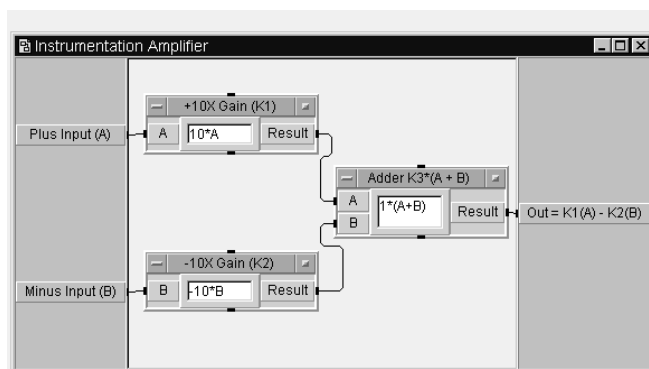 Instrumentation Amplifier
+10X Gain (K1)
Plus Input (A)
A
10*A
Result
Adder K3*(A + B)
A
B
1*(A+B)
Result
Out = K1(A) - K2(B)
-10X Gain (K2)
Minus Input (B)
B
-10*B
Result